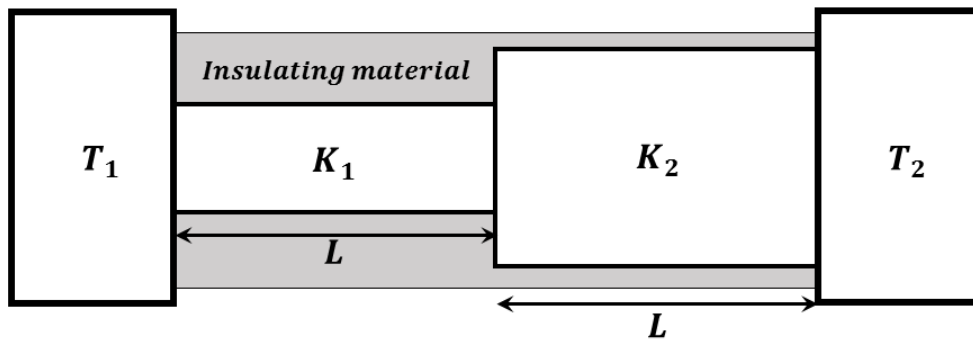 Insulating material
T₁
K₁
K₂
T₂
L
L